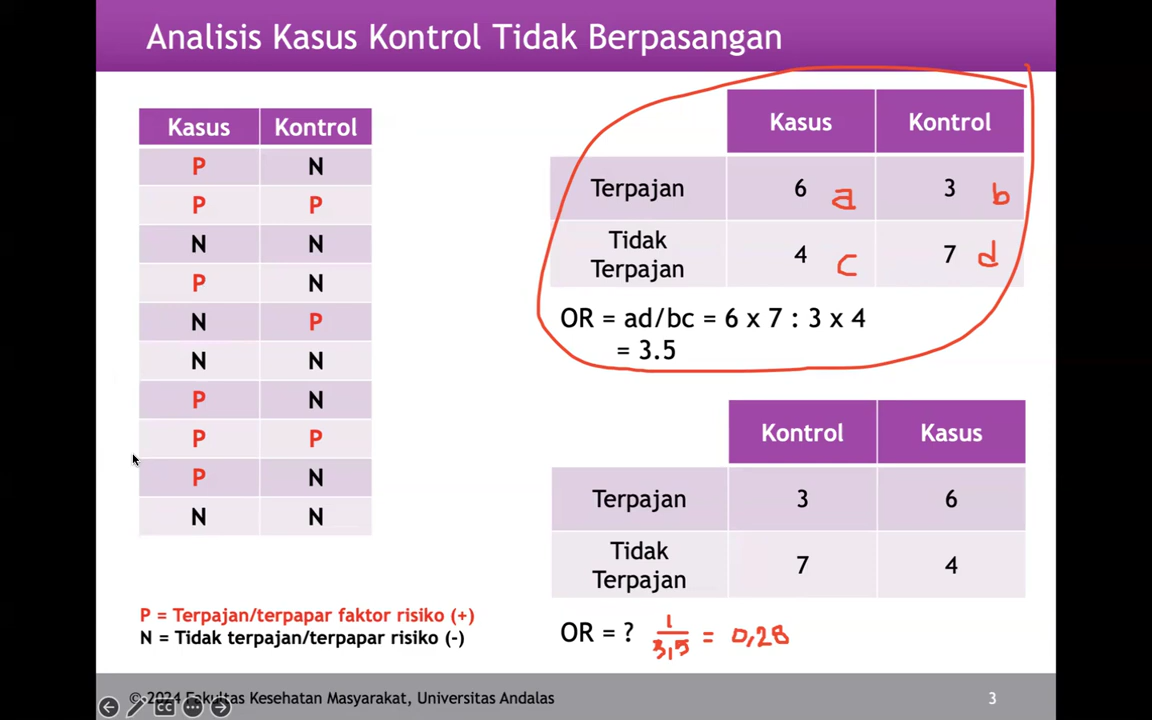 Analisis Kasus Kontrol Tidak Berpasangan
Kasus Kontrol
P N
P P
N N
P N
N P
N N
P N
P P
P N
N N
P = Terpajan/terpapar faktor risiko (+)
N = Tidak terpajan/terpapar risiko (-)
Kasus Kontrol
Terpajan 6 a 3 b
Tidak
Terpajan 4 c 7 d
OR = ad/bc = 6 x 7 : 3 x 4
= 3.5
Kontrol Kasus
Terpajan 3 6
Tidak
Terpajan 7 4
OR = ? 1/3,5 = 0,28
© 2024 Fakultas Kesehatan Masyarakat, Universitas Andalas
3
CC